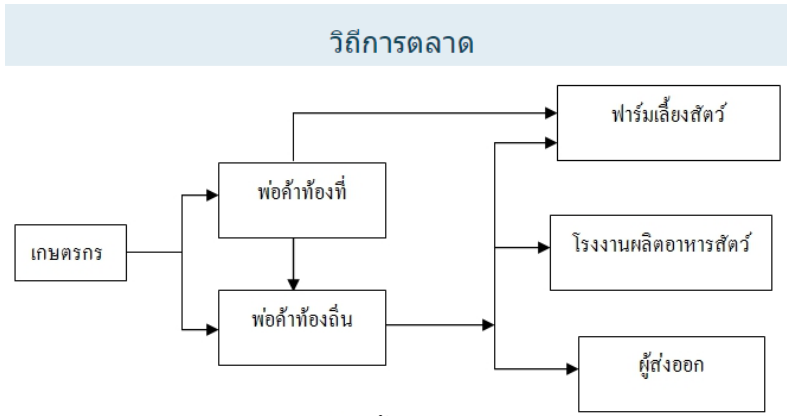 วิถีการตลาด
ฟาร์มเลี้ยงสัตว์
พ่อค้าท้องที่
โรงงานผลิตอาหารสัตว์
เกษตรกร
พ่อค้าท้องถิ่น
ผู้ส่งออก